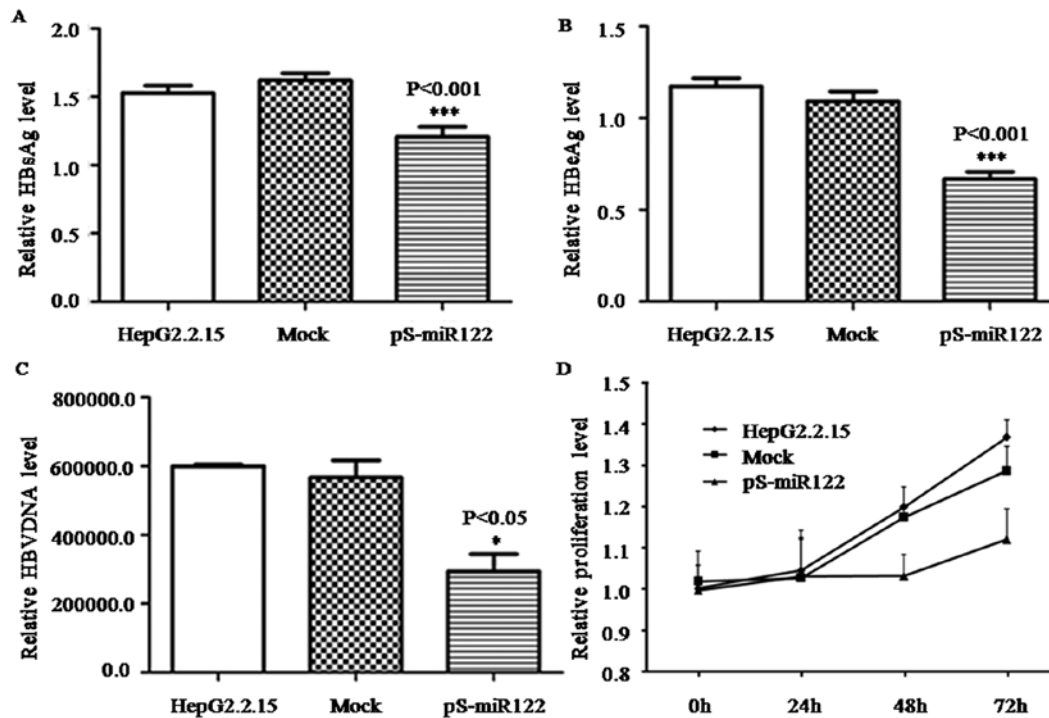 A
Relative HBsAg level
2.0
1.5
1.0
0.5
0.0
P<0.001
***
HepG2.2.15
Mock
pS-miR122
B
Relative HBeAg level
1.5
1.0
0.5
0.0
P<0.001
***
HepG2.2.15
Mock
pS-miR122
C
Relative HBVDNA level
800000.0
600000.0
400000.0
200000.0
0.0
P<0.05
*
HepG2.2.15
Mock
pS-miR122
D
Relative proliferation level
1.5
1.4
1.3
1.2
1.1
1.0
0.9
0.8
HepG2.2.15
Mock
pS-miR122
0h
24h
48h
72h